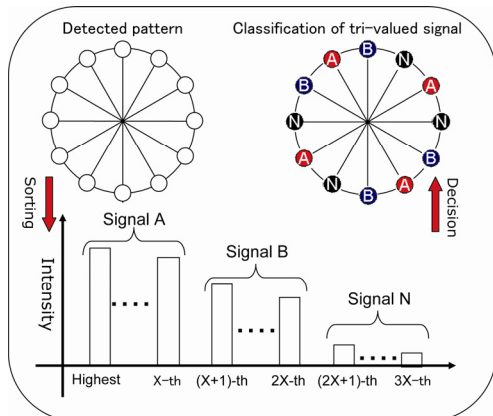 Detected pattern
Classification of tri-valued signal
B
A
N
B
A
N
N
A
B
N
A
B
Sorting
Decision
Signal A
Signal B
Signal N
Intensity
Highest
X-th
(X+1)-th
2X-th
(2X+1)-th
3X-th